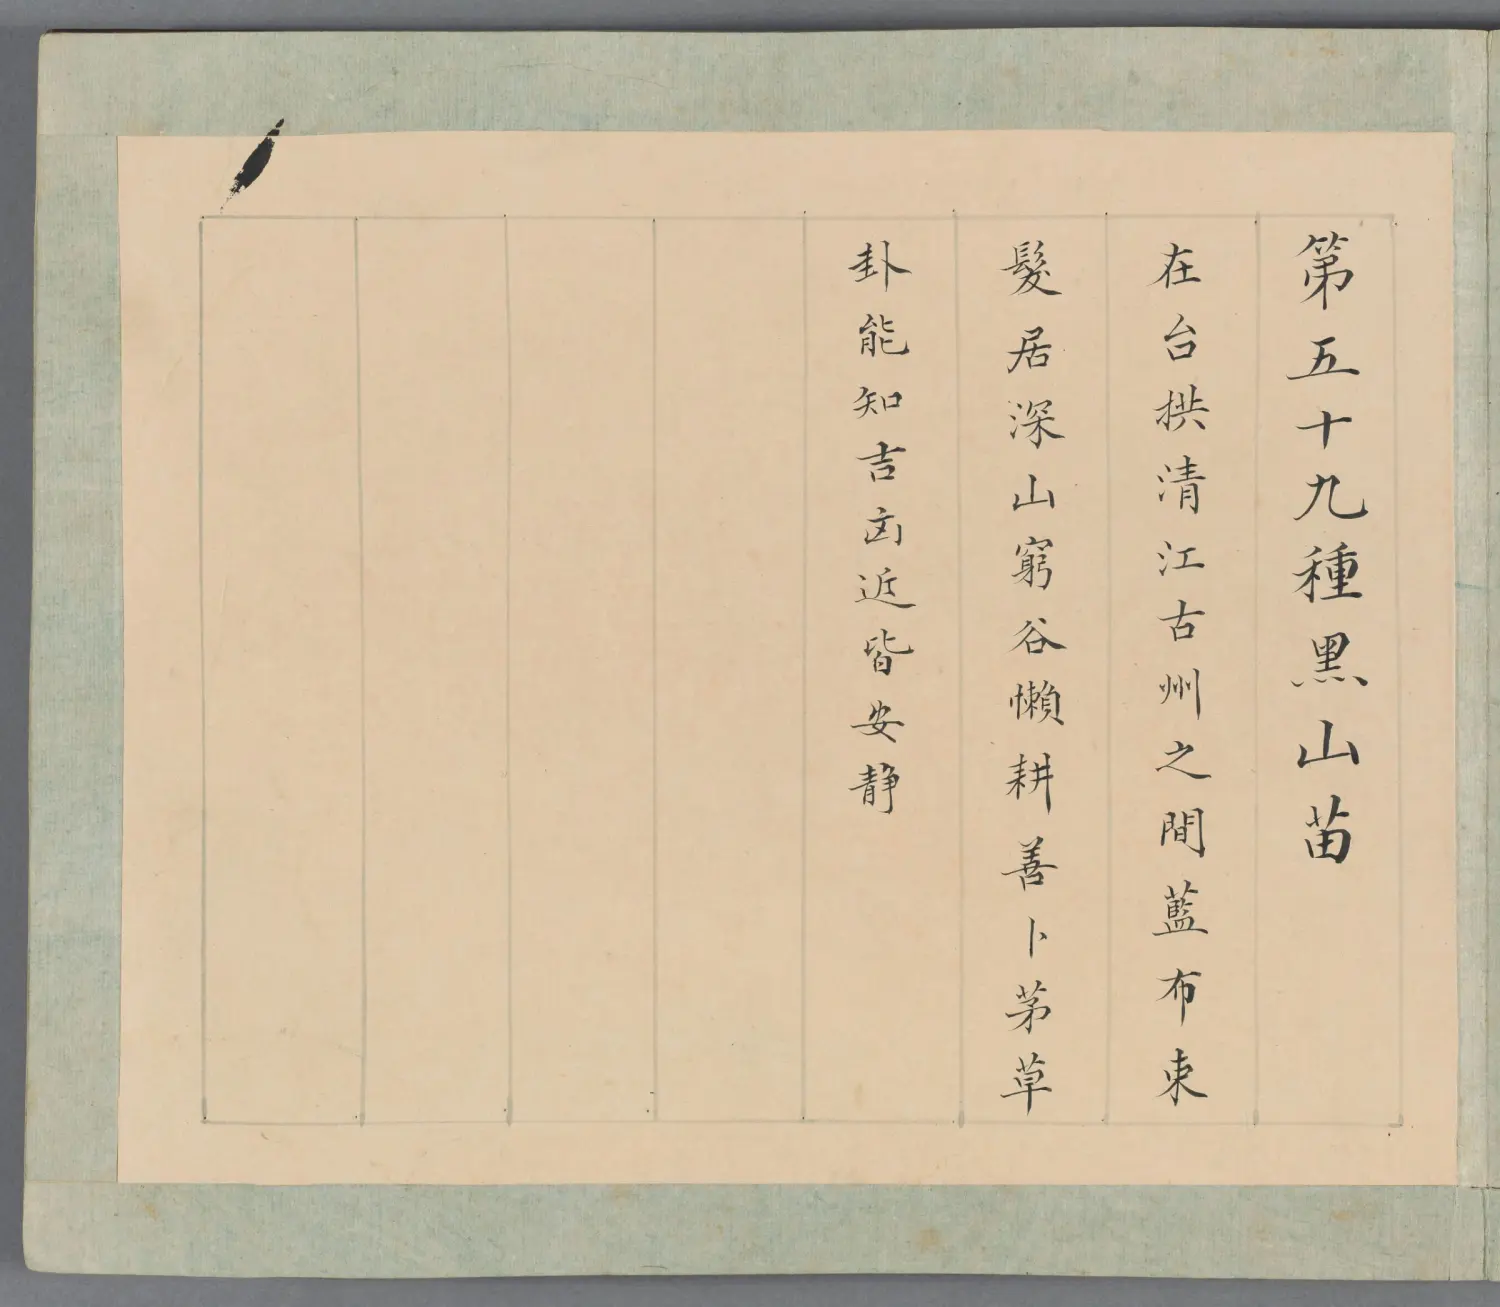 第五十九種黑山苗
在台拱清江古州之間藍布束
髮居深山窮谷懶耕善卜茅草
卦能知吉凶近皆安静